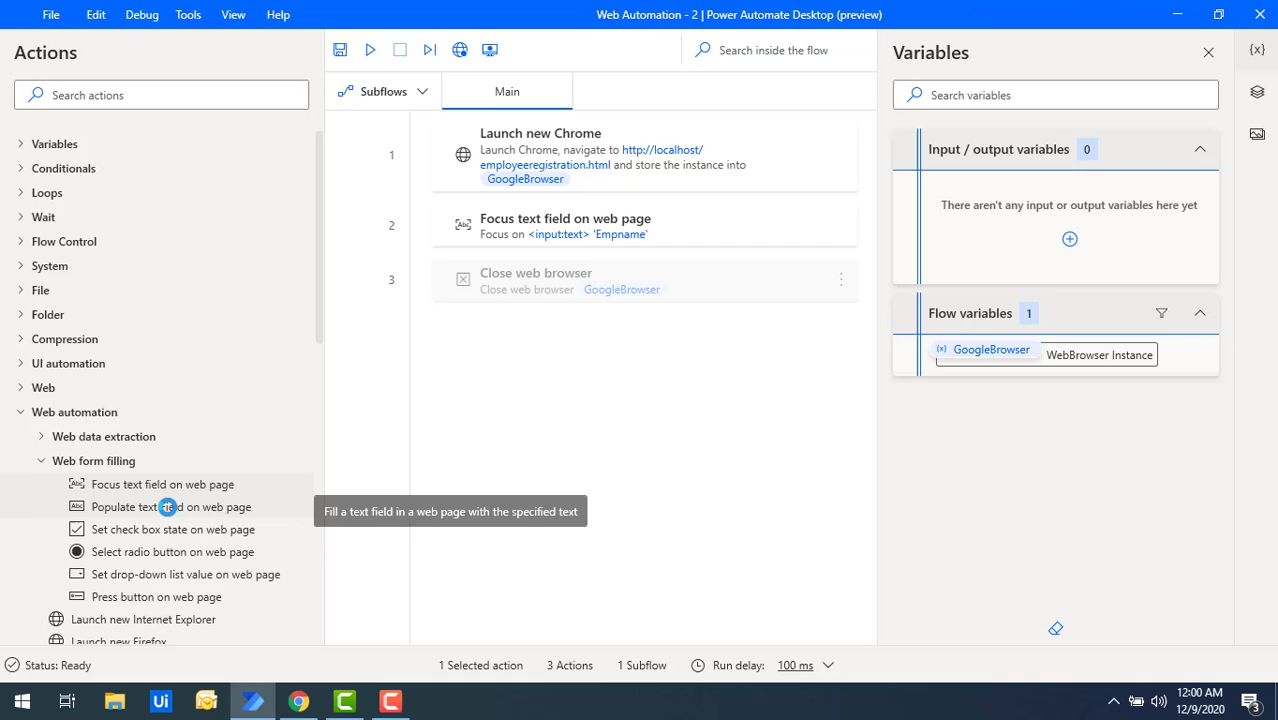 File Edit Debug Tools View Help Web Automation - 2 | Power Automate Desktop (preview)
Actions
Search actions
Variables
Conditionals
Loops
Wait
Flow Control
System
File
Folder
Compression
UI automation
Web
Web automation
Web data extraction
Web form filling
Focus text field on web page
Populate text field on web page
Set check box state on web page
Select radio button on web page
Set drop-down list value on web page
Press button on web page
Launch new Internet Explorer
Launch new Firefox
Fill a text field in a web page with the specified text
Search inside the flow
Subflows Main
1 Launch new Chrome
Launch Chrome, navigate to http://localhost/
employeeregistration.html and store the instance into
GoogleBrowser
2 Focus text field on web page
Focus on <input:text> 'Empname'
3 Close web browser
Close web browser GoogleBrowser
Variables
{x}
Search variables
Input / output variables 0
There aren't any input or output variables here yet
Flow variables 1
{x} GoogleBrowser WebBrowser Instance
Status: Ready 1 Selected action 3 Actions 1 Subflow Run delay: 100 ms
Ui
12:00 AM
12/9/2020
3